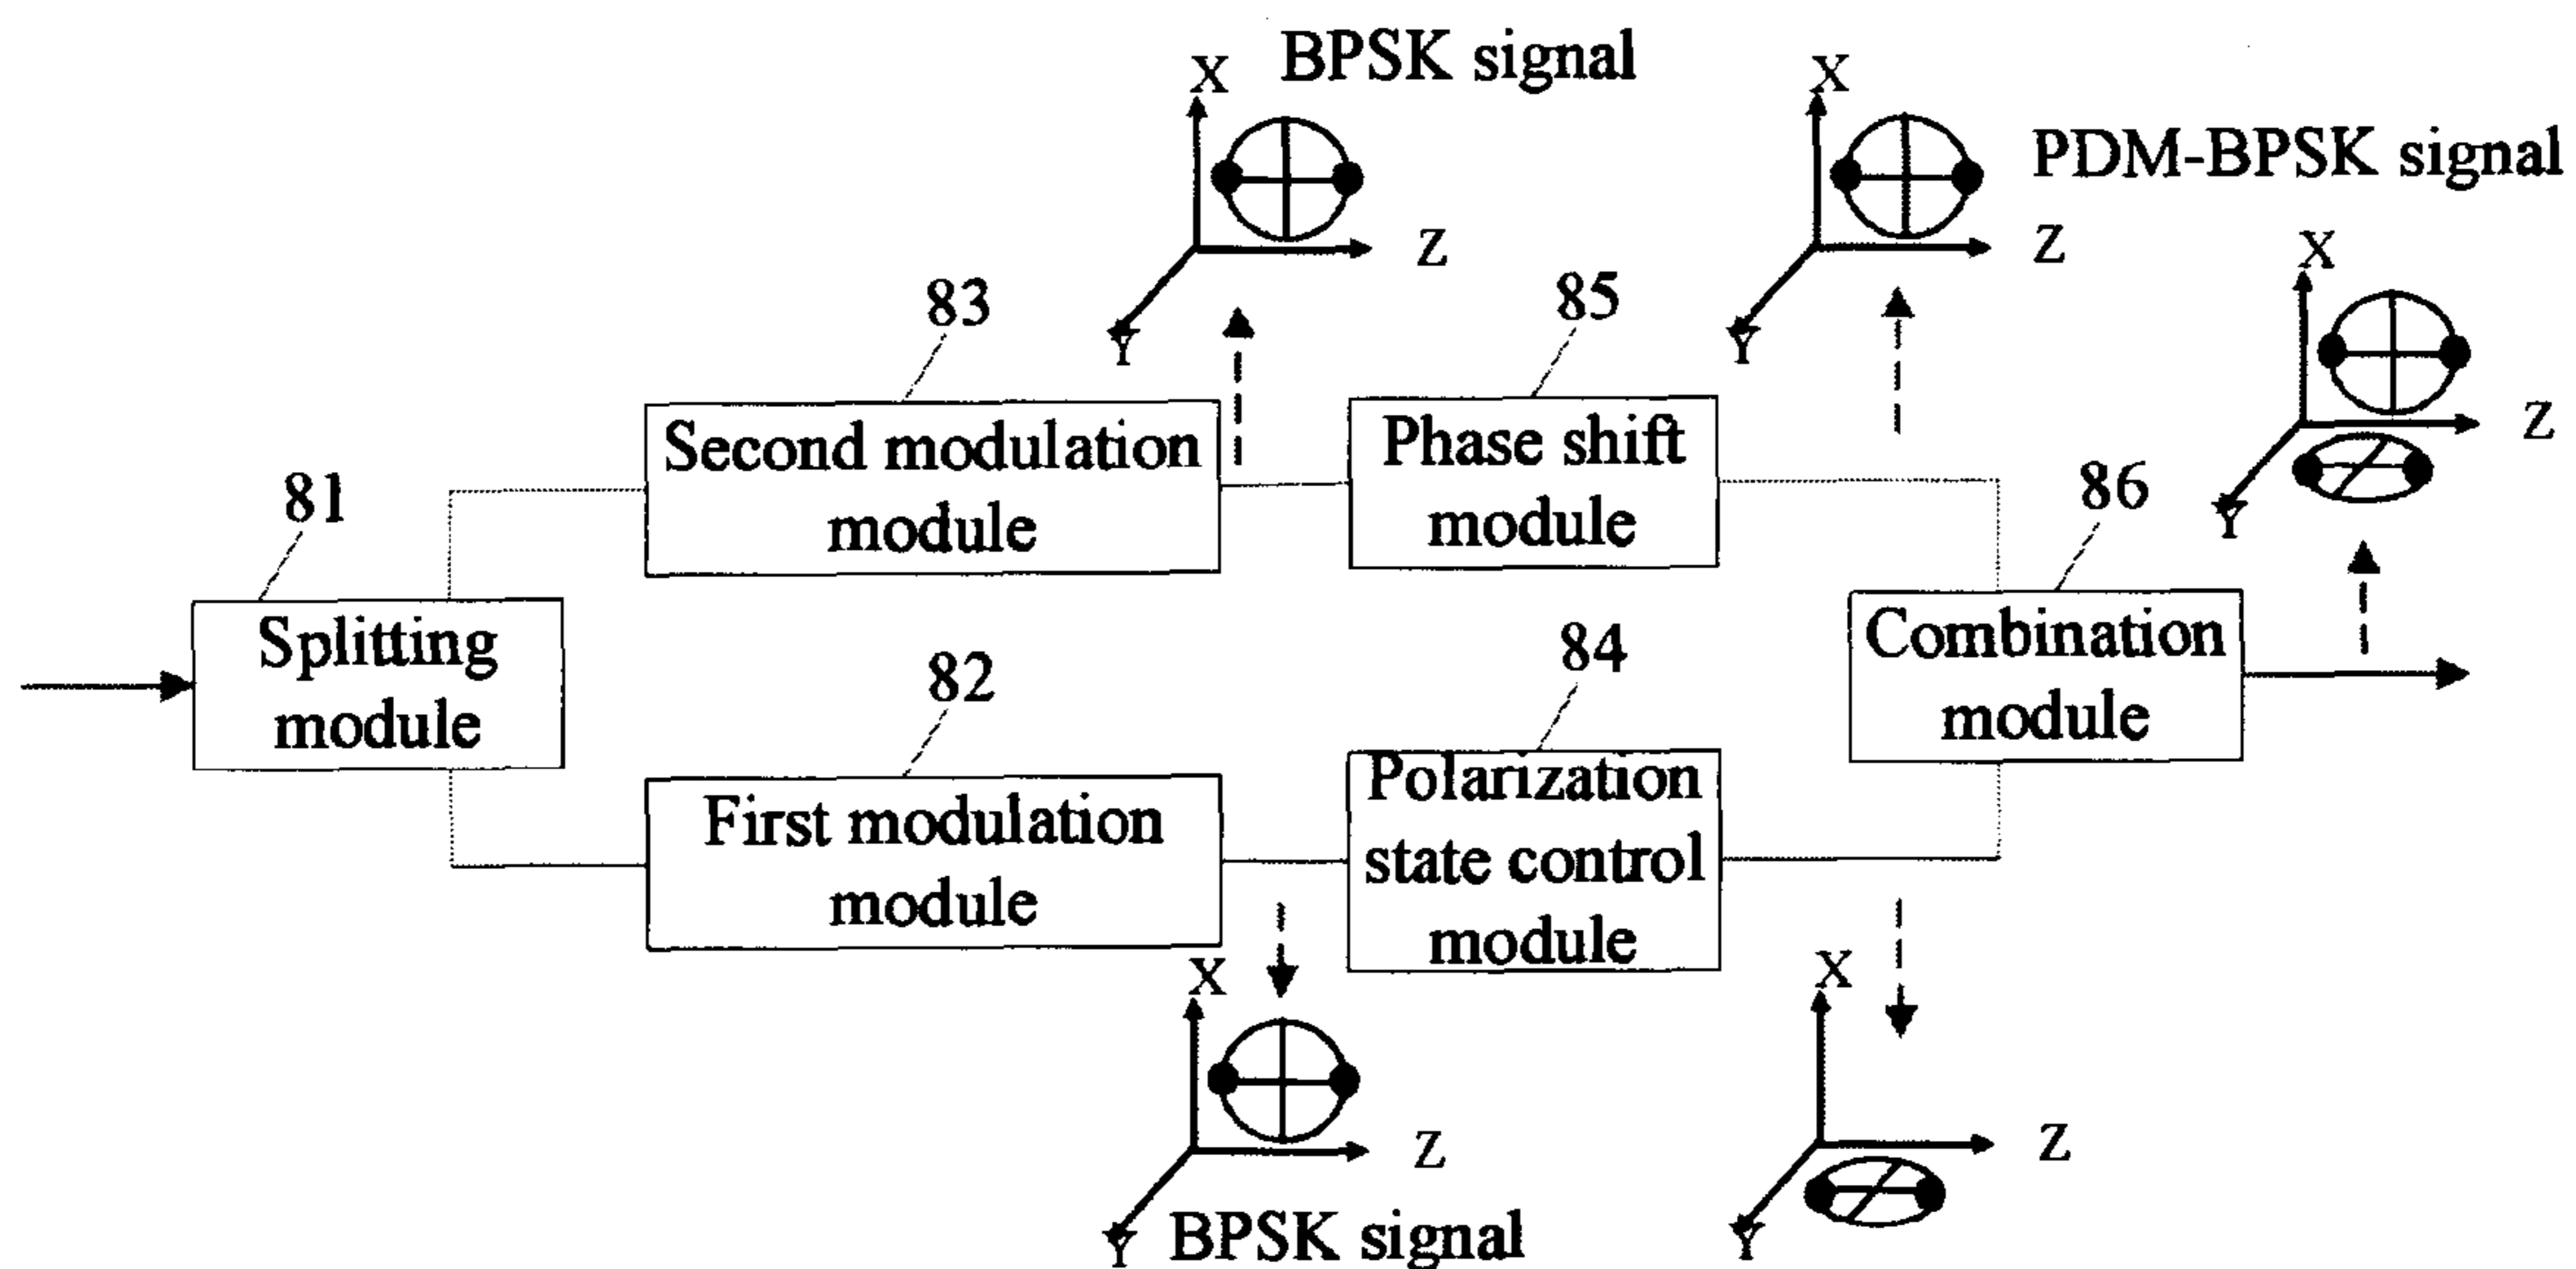 BPSK signal
X
X
PDM-BPSK signal
Z
Z
X
83
85
Y
Y
Z
81
Second modulation
module
Phase shift
module
86
Y
Splitting
module
82
84
Combination
module
First modulation
module
Polarization
state control
module
X
X
Z
Z
Y
BPSK signal
Y